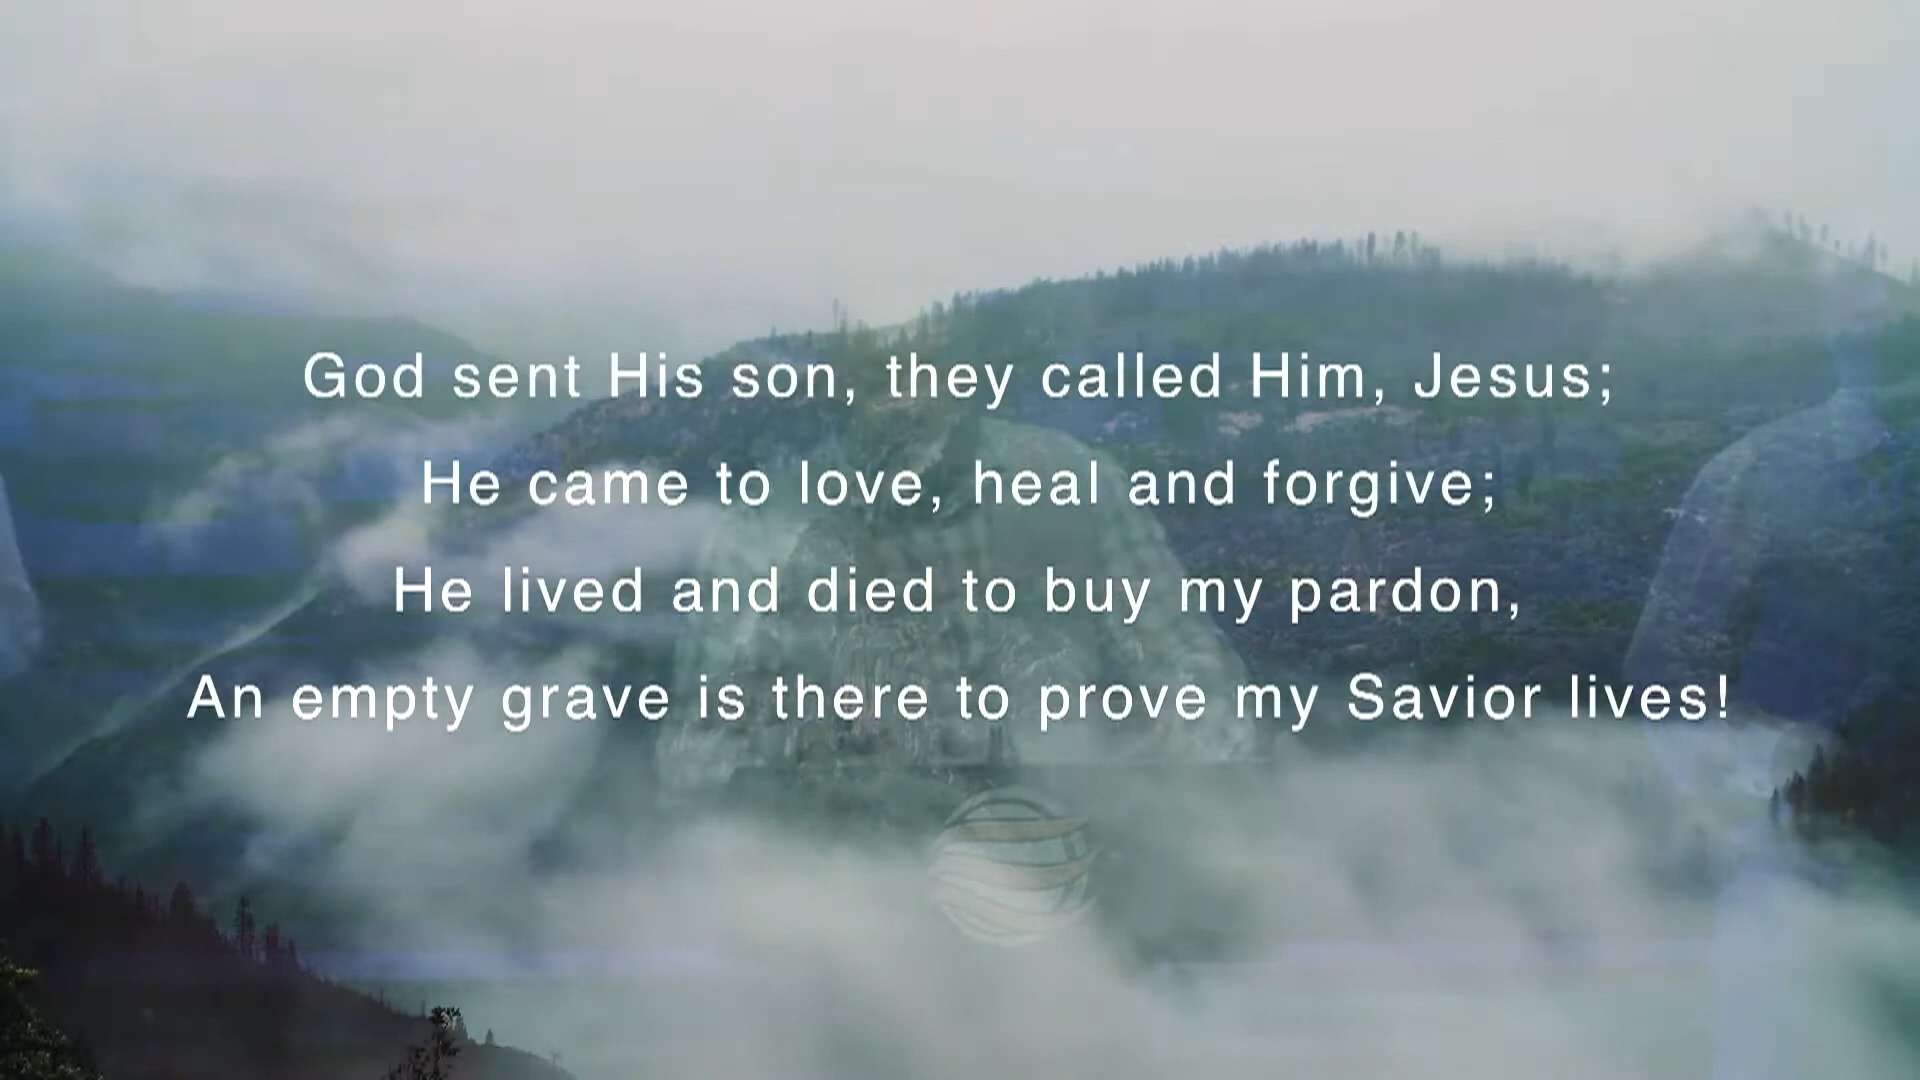 God sent His son, they called Him, Jesus;
He came to love, heal and forgive;
He lived and died to buy my pardon,
An empty grave is there to prove my Savior lives!